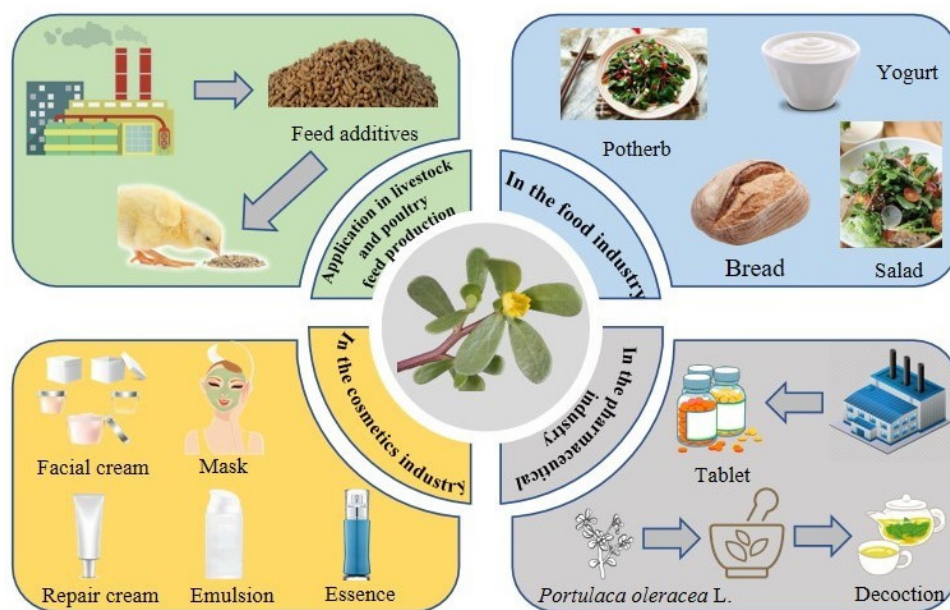 Feed additives
Application in livestock
and poultry
feed production
Potherb
Yogurt
Bread
Salad
In the food industry
Facial cream
Mask
Repair cream
Emulsion
Essence
In the cosmetics industry
In the pharmaceutical
industry
Tablet
Portulaca oleracea L.
Decoction